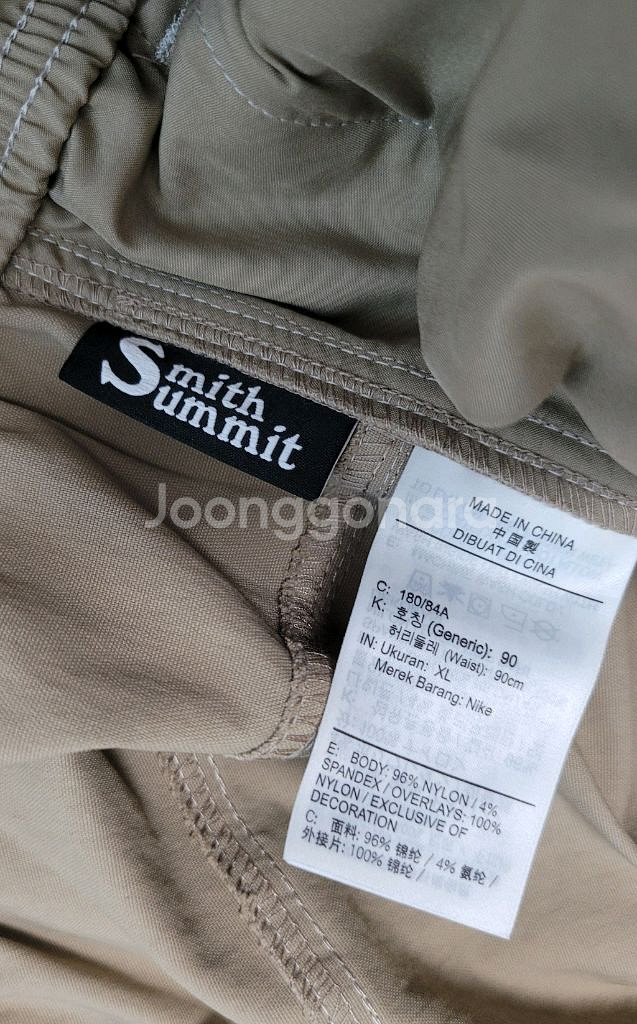 Smith
Summit
Joonggonara
MADE IN CHINA
中国製
DIBUAT DI CINA
C: 180/84A
K: 호칭 (Generic): 90
허리둘레 (Waist): 90cm
IN: Ukuran: XL
Merek Barang: Nike
E: BODY: 96% NYLON / 4%
SPANDEX / OVERLAYS: 100%
NYLON / EXCLUSIVE OF
DECORATION
C: 面料: 96% 锦纶 / 4% 氨纶 /
外接片: 100% 锦纶 /